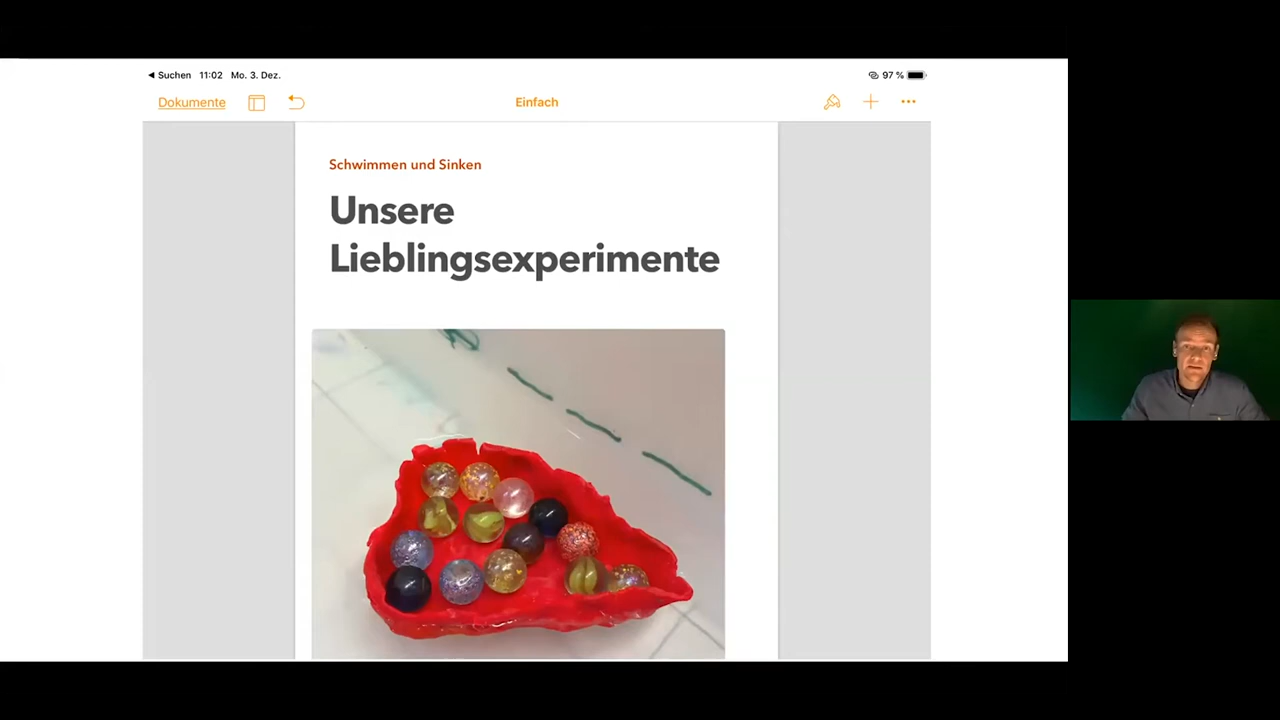 Suchen 11:02 Mo. 3. Dez. 97 %
Dokumente Einfach
Schwimmen und Sinken
Unsere
Lieblingsexperimente